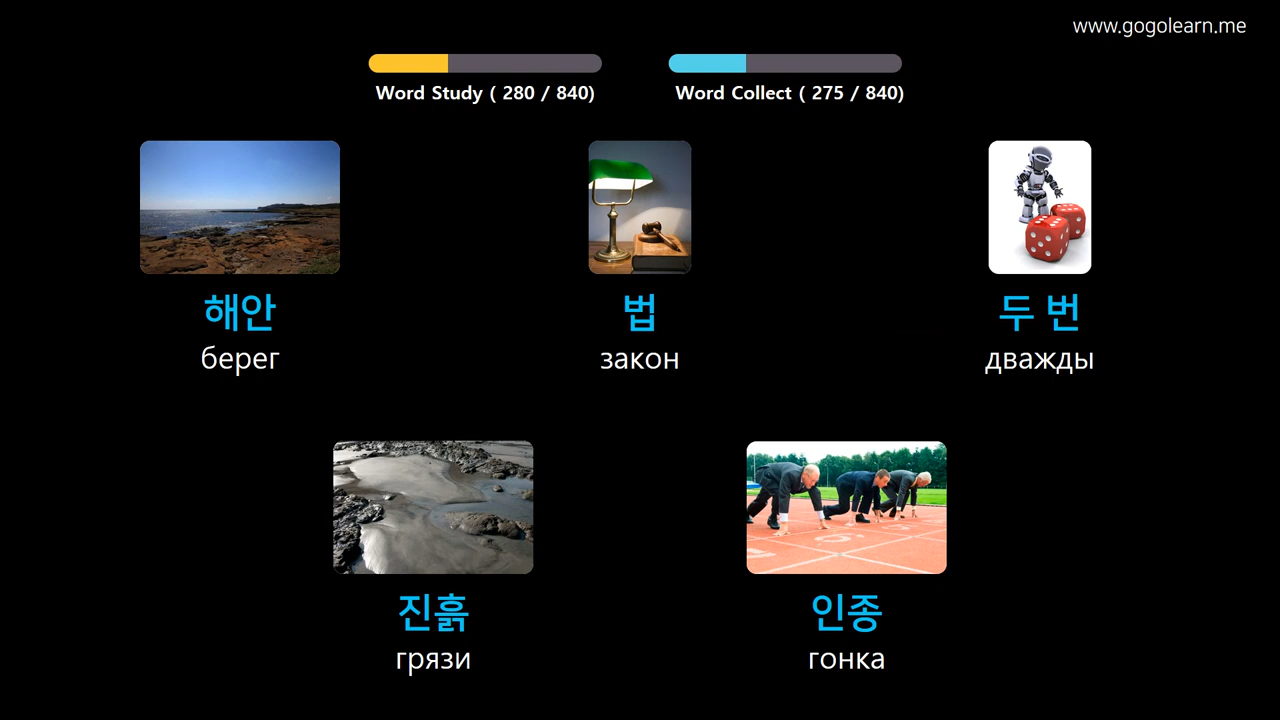 www.gogolearn.me
Word Study ( 280 / 840)
Word Collect ( 275 / 840)
해안
берег
법
закон
두 번
дважды
진흙
грязи
인종
гонка